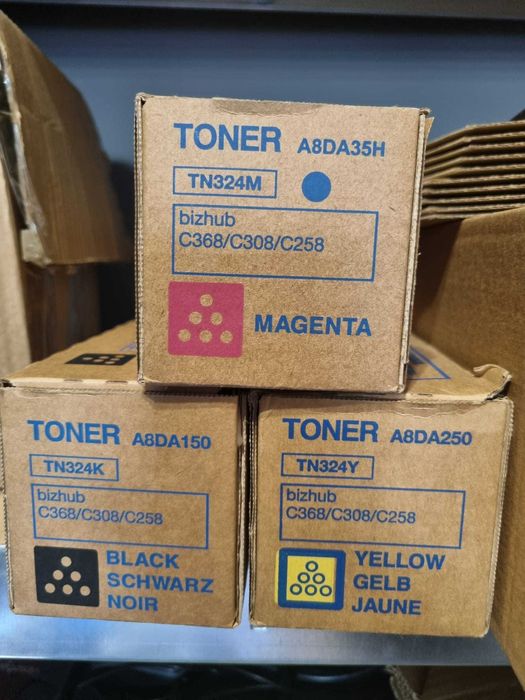 TONER A8DA35H
TN324M
bizhub
C368/C308/C258
MAGENTA
TONER A8DA150
TN324K
bizhub
C368/C308/C258
BLACK
SCHWARZ
NOIR
TONER A8DA250
TN324Y
bizhub
C368/C308/C258
YELLOW
GELB
JAUNE